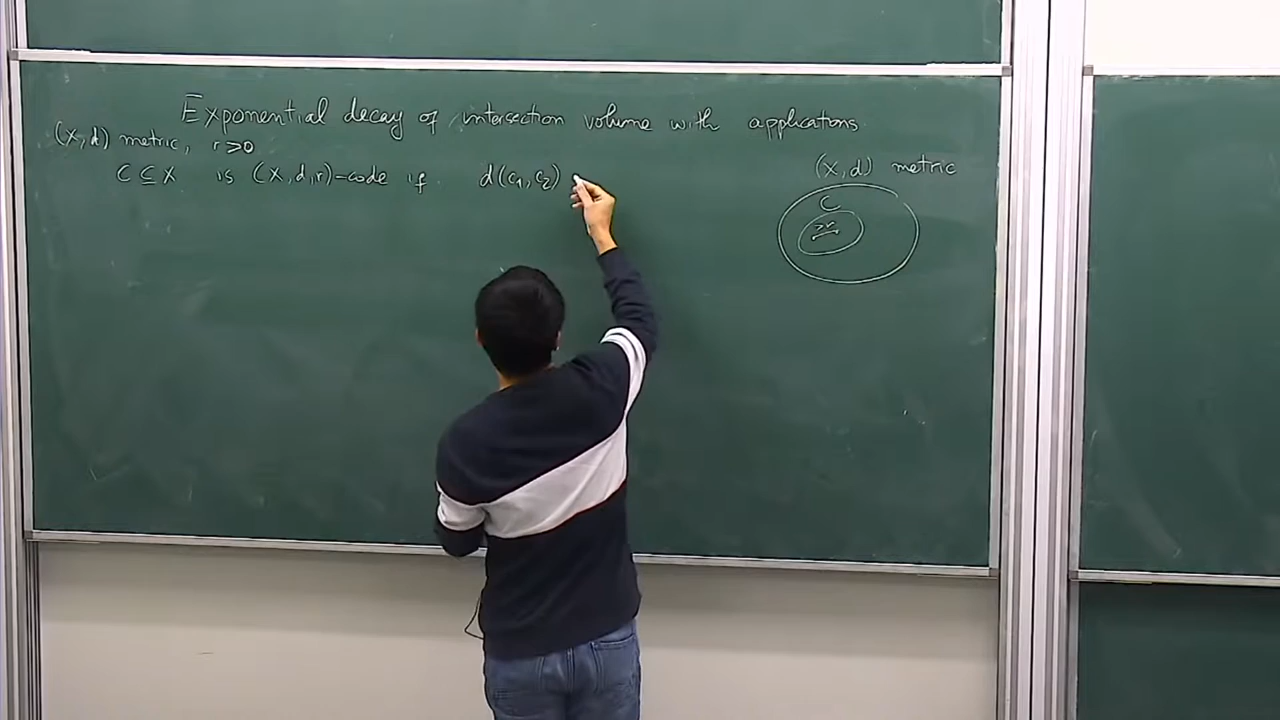 Exponential decay of intersection volume with applications
(X,d) metric, r>0
C ⊆ X is (X,d,r)-code if d(c₁,c₂)
(X,d) metric
C
>r